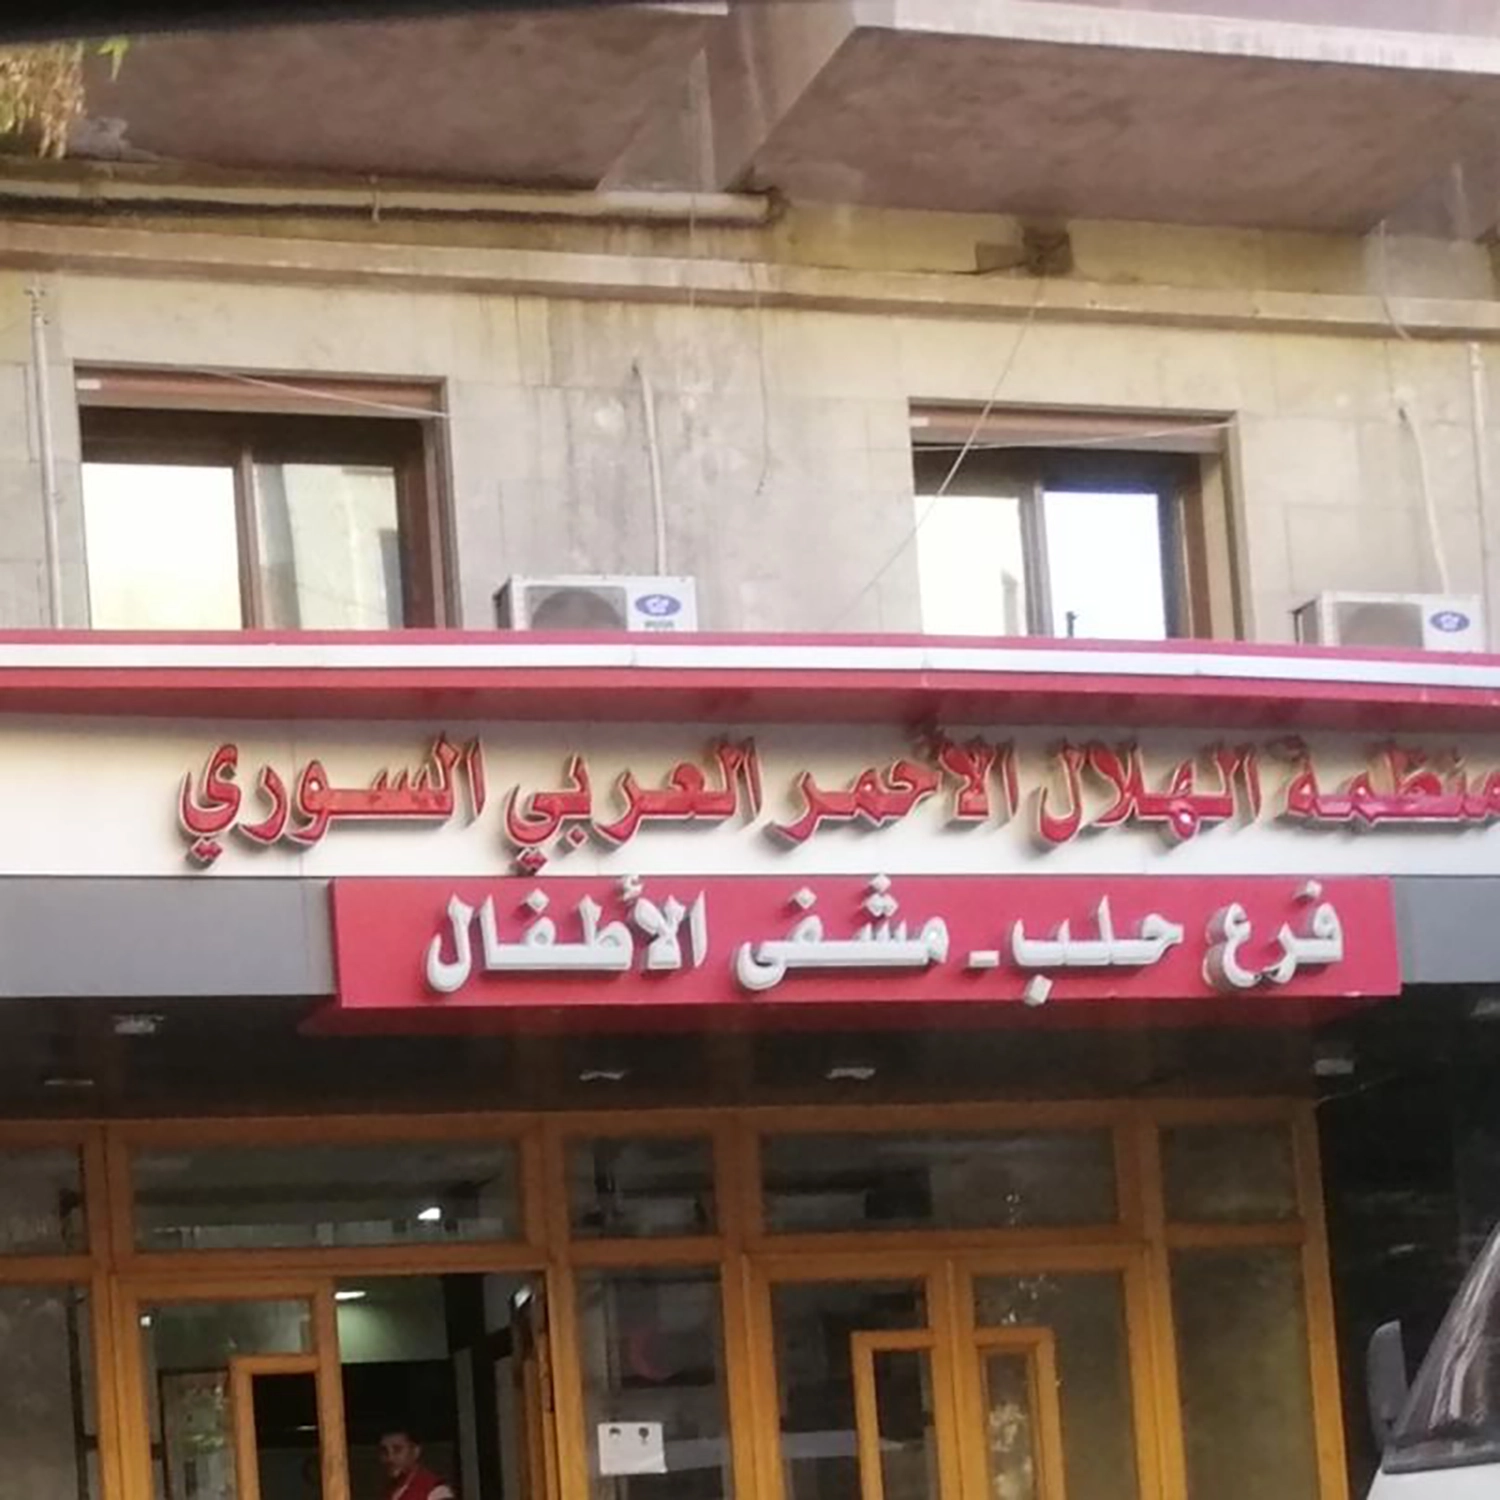 منظمة الهلال الأحمر العربي السوري
فرع حلب - مشفى الأطفال